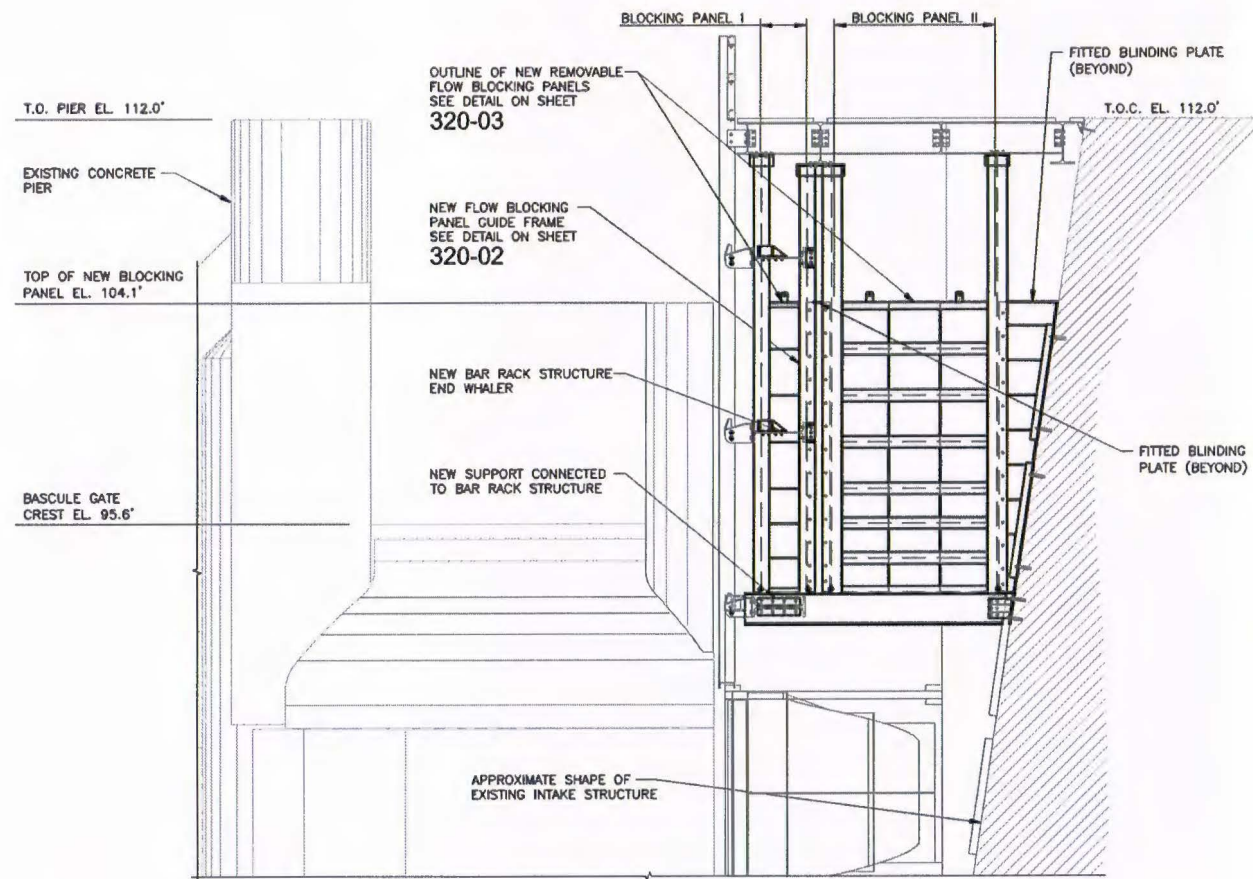 BLOCKING PANEL I
BLOCKING PANEL II
FITTED BLINDING PLATE
(BEYOND)
OUTLINE OF NEW REMOVABLE
FLOW BLOCKING PANELS
SEE DETAIL ON SHEET
320-03
T.O. PIER EL. 112.0'
T.O.C. EL. 112.0'
EXISTING CONCRETE
PIER
NEW FLOW BLOCKING
PANEL GUIDE FRAME
SEE DETAIL ON SHEET
320-02
TOP OF NEW BLOCKING
PANEL EL. 104.1'
NEW BAR RACK STRUCTURE
END WHALER
FITTED BLINDING
PLATE (BEYOND)
NEW SUPPORT CONNECTED
TO BAR RACK STRUCTURE
BASCULE GATE
CREST EL. 95.6'
APPROXIMATE SHAPE OF
EXISTING INTAKE STRUCTURE